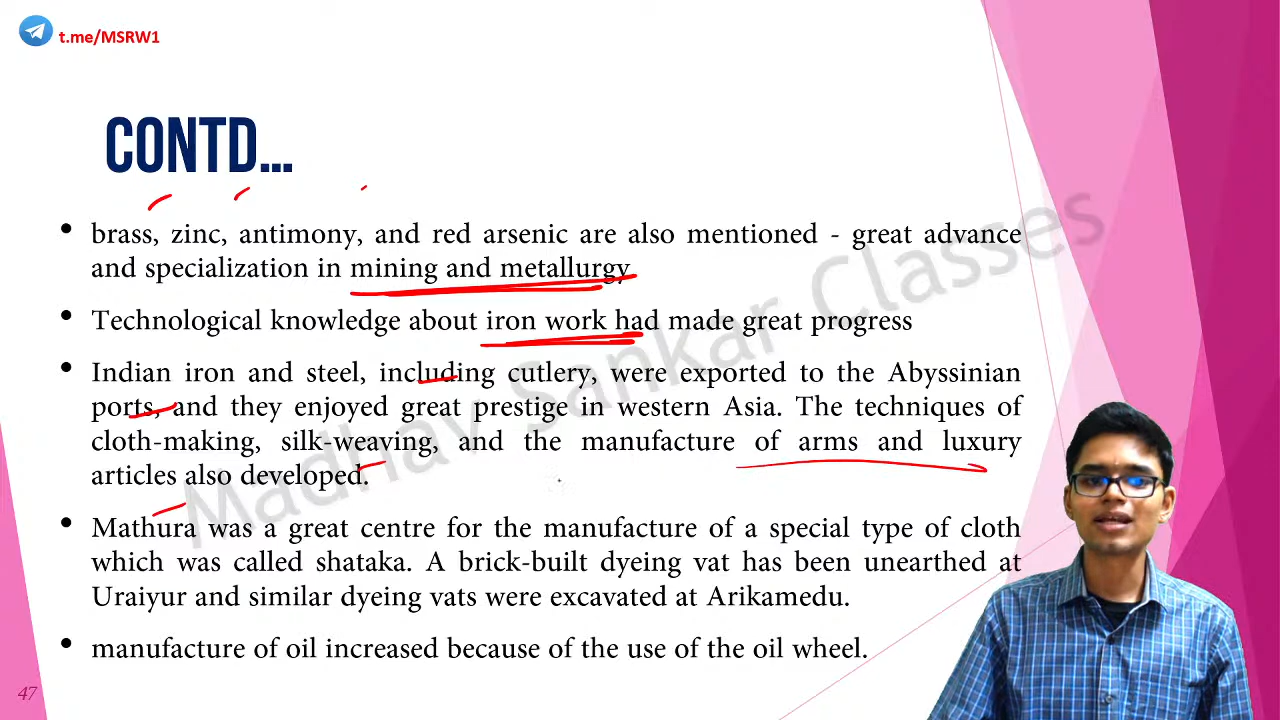 t.me/MSRW1
CONTD...
• brass, zinc, antimony, and red arsenic are also mentioned - great advance
and specialization in mining and metallurgy
• Technological knowledge about iron work had made great progress
• Indian iron and steel, including cutlery, were exported to the Abyssinian
ports, and they enjoyed great prestige in western Asia. The techniques of
cloth-making, silk-weaving, and the manufacture of arms and luxury
articles also developed.
• Mathura was a great centre for the manufacture of a special type of cloth
which was called shataka. A brick-built dyeing vat has been unearthed at
Uraiyur and similar dyeing vats were excavated at Arikamedu.
• manufacture of oil increased because of the use of the oil wheel.
Madhav Sankar Classes
47